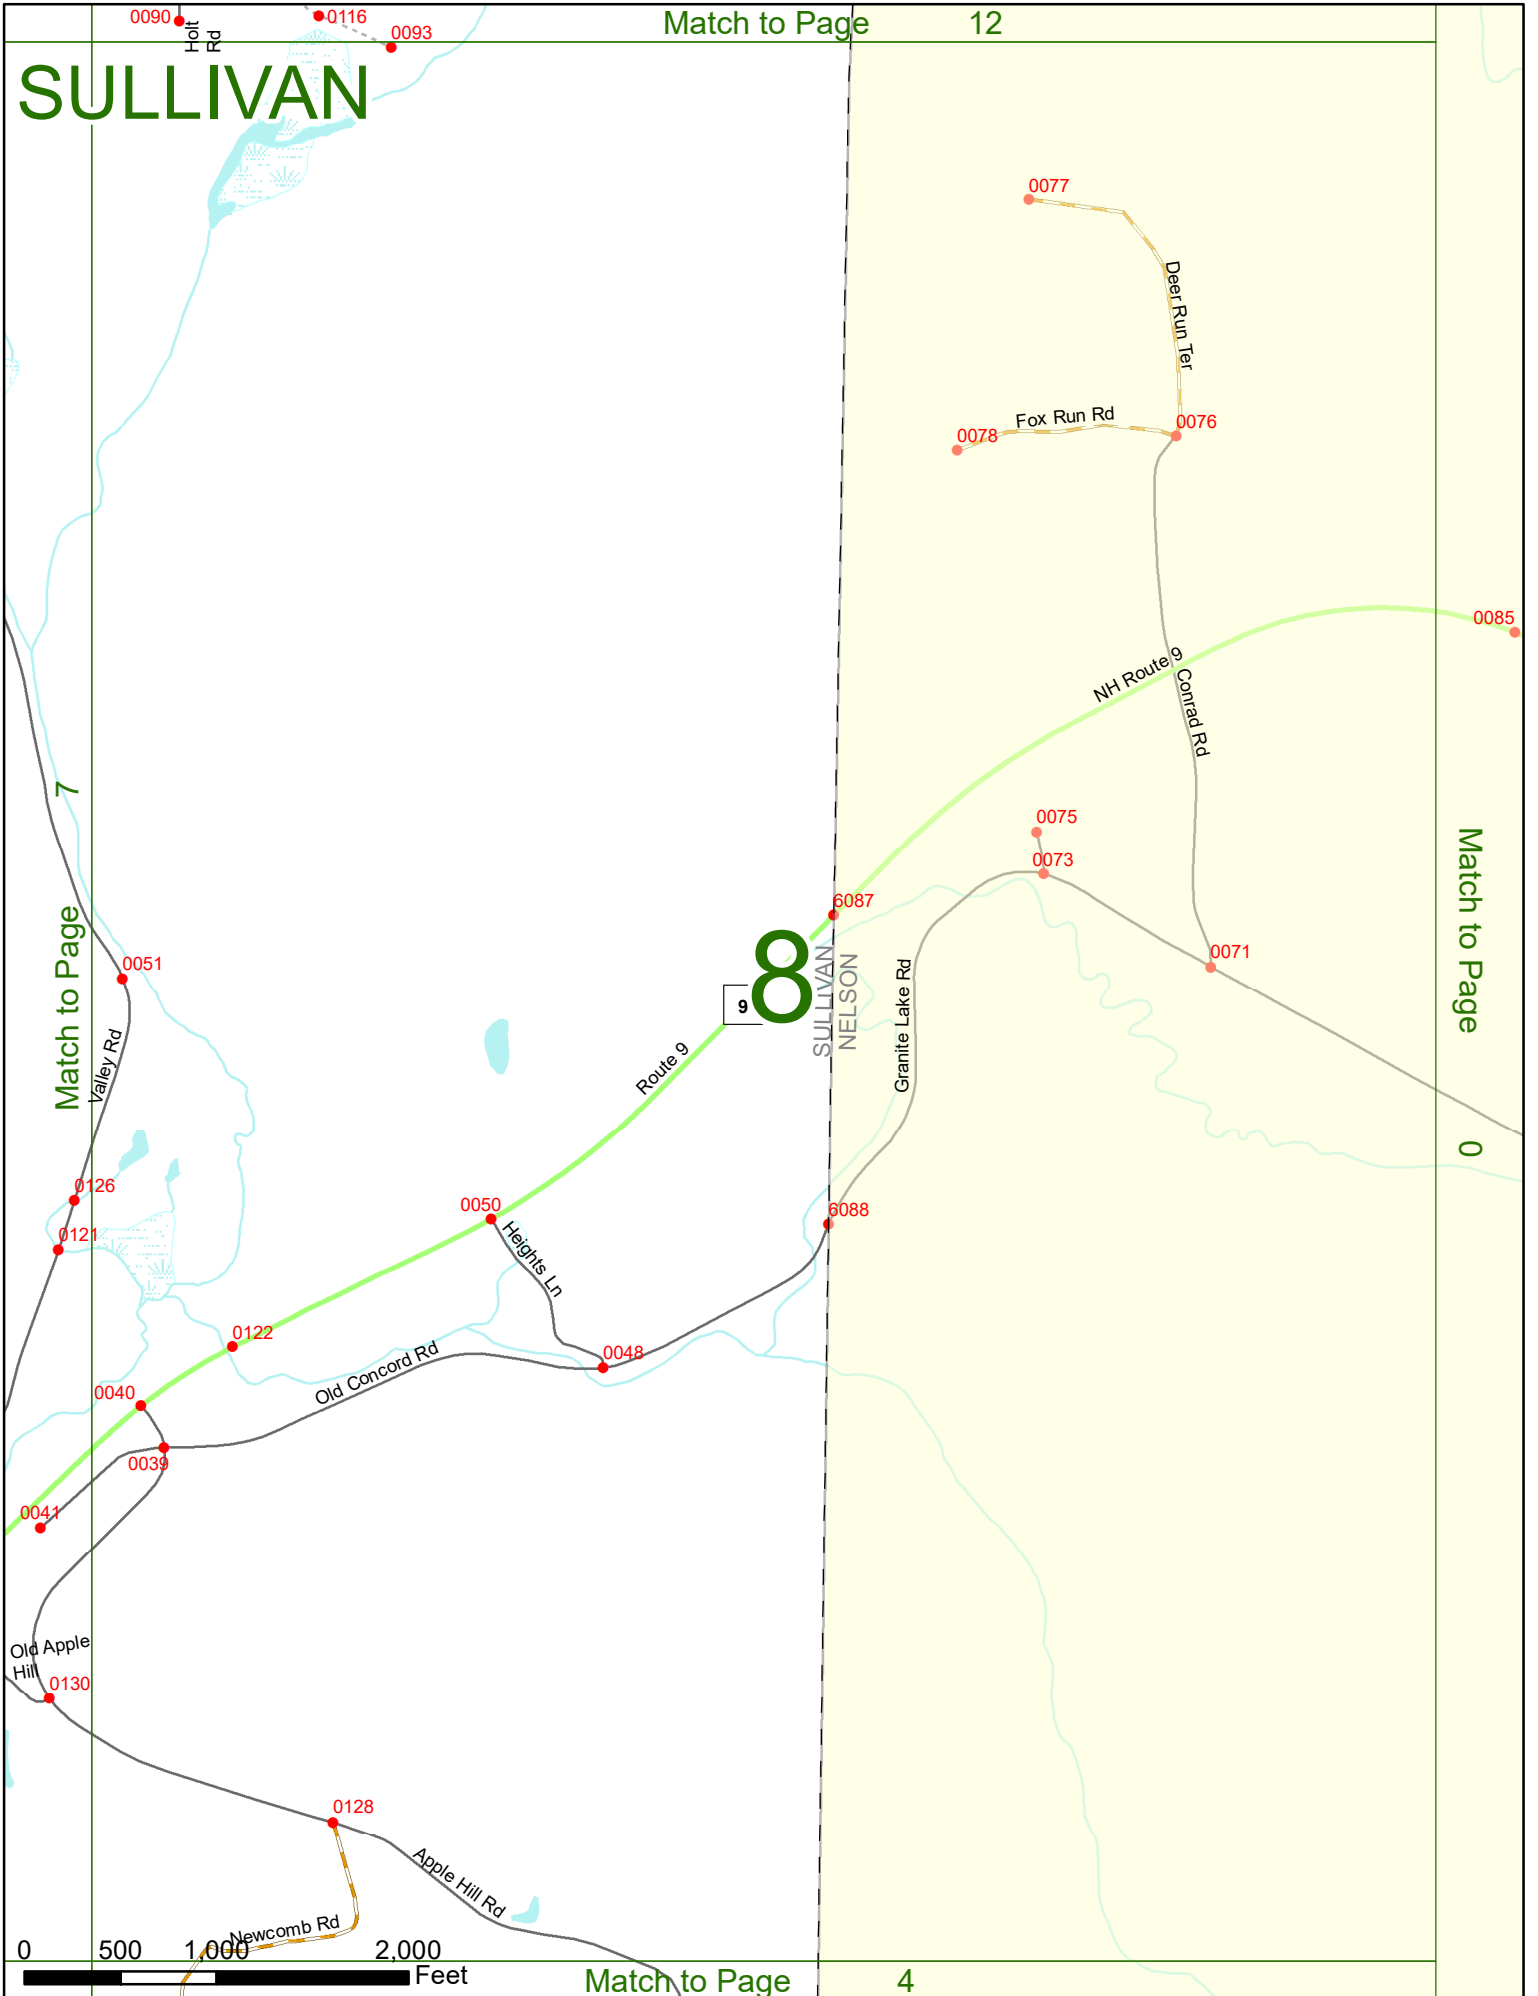 0090
Holt
Rd
0116
0093
Match to Page
12
SULLIVAN
0077
Deer Run Ter
Fox Run Rd
0078
0076
0085
NH Route 9
Conrad Rd
7
Match to Page
0075
0073
6087
0071
8
9
SULLIVAN
NELSON
Granite Lake Rd
Match to Page
0
0051
Valley Rd
Route 9
0126
0121
0050
Heights Ln
6088
0122
0048
Old Concord Rd
0040
0039
0041
Old Apple
Hill
0130
0128
Apple Hill Rd
Newcomb Rd
0 500 1,000 2,000
Feet
Match to Page
4